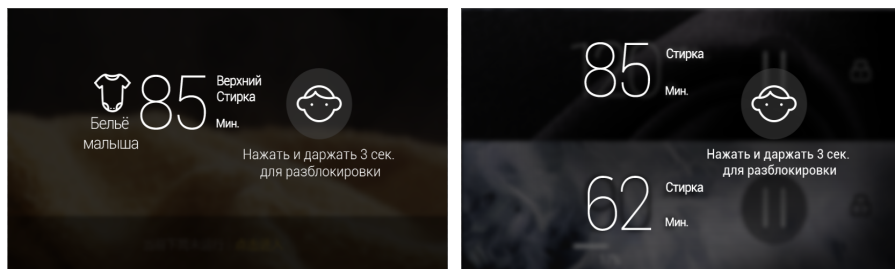 Бельё
малыша
85
Верхний
Стирка
Мин.
Нажать и даржать 3 сек.
для разблокировки
85
Стирка
Мин.
Нажать и даржать 3 сек.
для разблокировки
62
Стирка
Мин.